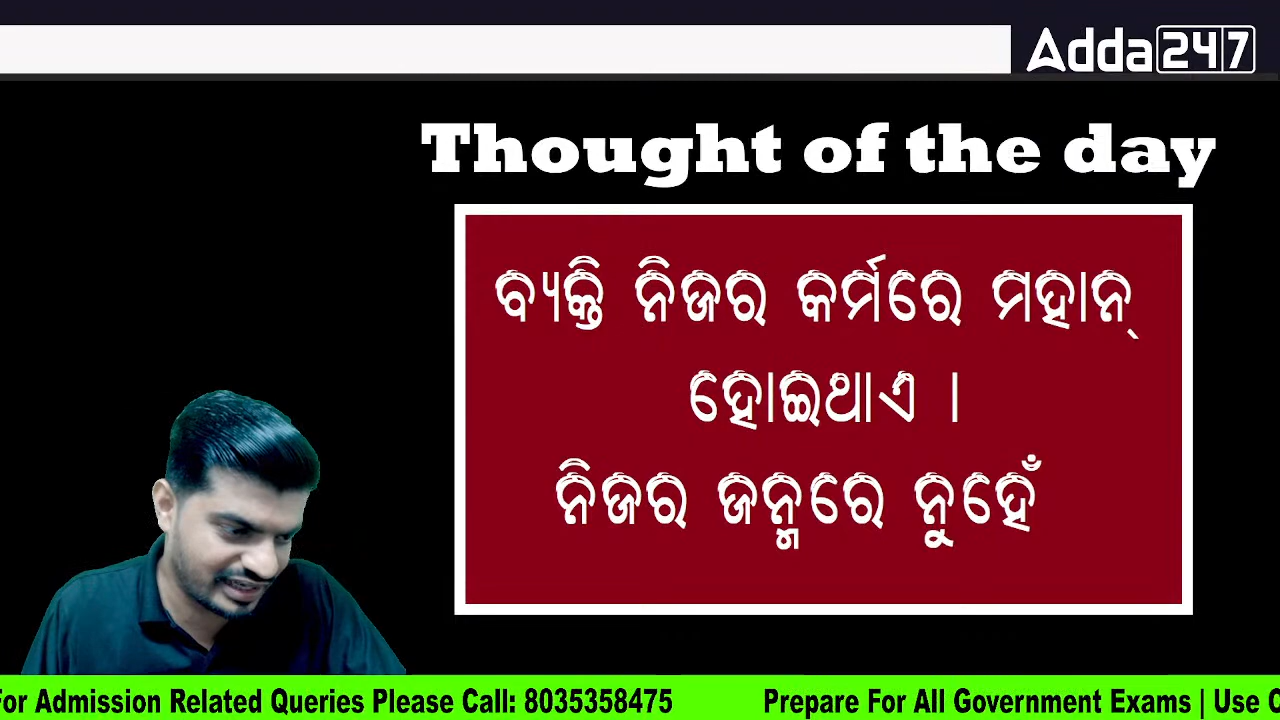 Adda247
Thought of the day
ବ୍ୟକ୍ତି ନିଜର କର୍ମରେ ମହାନ୍
ହୋଇଥାଏ ।
ନିଜର ଜନ୍ମରେ ନୁହେଁ
For Admission Related Queries Please Call: 8035358475 Prepare For All Government Exams | Use